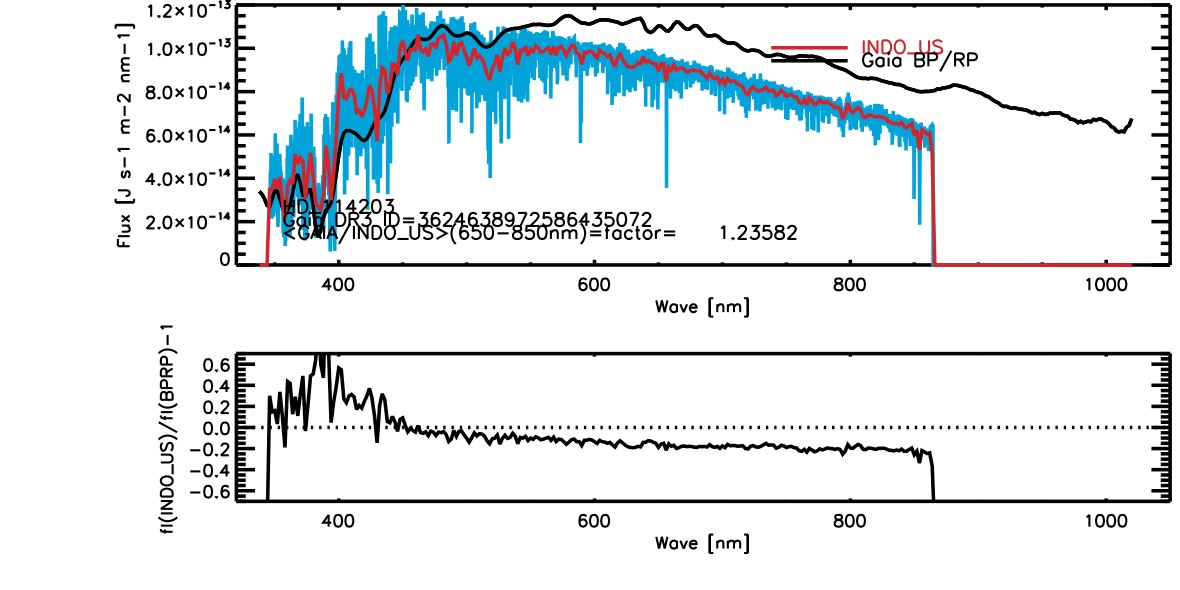 1.2×10−13
1.0×10−13
8.0×10−14
6.0×10−14
4.0×10−14
2.0×10−14
0
Flux [J s−1 m−2 nm−1]
INDO_US
Gaia BP/RP
HD_114203
Gaia DR3 ID=3624638972586435072
<GAIA/INDO_US>(650−850nm)=factor= 1.23582
400 600 800 1000
Wave [nm]
fl(INDO_US)/fl(BPRP)−1
0.6
0.4
0.2
0.0
−0.2
−0.4
−0.6
400 600 800 1000
Wave [nm]